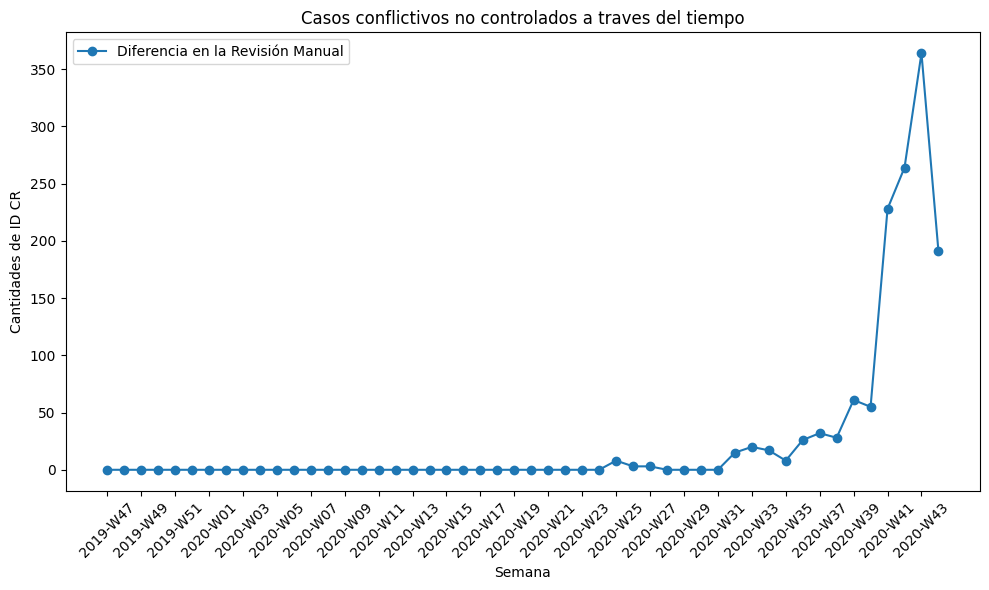 Casos conflictivos no controlados a traves del tiempo
Diferencia en la Revisión Manual
Cantidades de ID CR
350
300
250
200
150
100
50
0
2019-W47
2019-W49
2019-W51
2020-W01
2020-W03
2020-W05
2020-W07
2020-W09
2020-W11
2020-W13
2020-W15
2020-W17
2020-W19
2020-W21
2020-W23
2020-W25
2020-W27
2020-W29
2020-W31
2020-W33
2020-W35
2020-W37
2020-W39
2020-W41
2020-W43
Semana